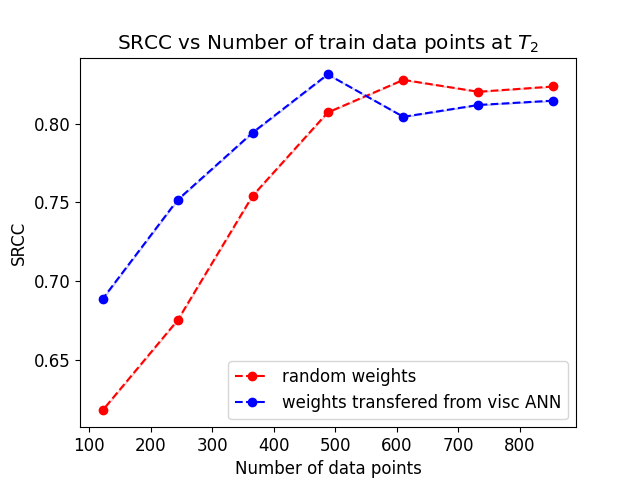 SRCC vs Number of train data points at $T_2$
0.80
0.75
0.70
0.65
SRCC
100 200 300 400 500 600 700 800
Number of data points
random weights
weights transfered from visc ANN